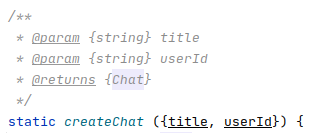 /**
 * @param {string} title
 * @param {string} userId
 * @returns {Chat}
 */
static createChat ({title, userId}) {